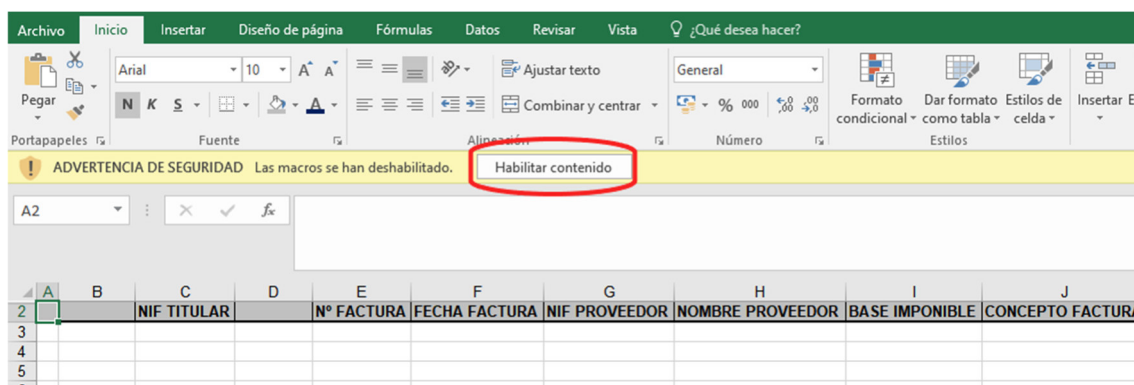 Archivo Inicio Insertar Diseño de página Fórmulas Datos Revisar Vista ¿Qué desea hacer?
Pegar
Arial 10 A A
Ajustar texto
General
N K S A
Combinar y centrar
% 000
Formato condicional
Dar formato como tabla
Estilos de celda
Insertar E
Portapapeles Fuente Alineación Número Estilos
ADVERTENCIA DE SEGURIDAD Las macros se han deshabilitado. Habilitar contenido
A2 fx
A B C D E F G H I J
2 NIF TITULAR Nº FACTURA FECHA FACTURA NIF PROVEEDOR NOMBRE PROVEEDOR BASE IMPONIBLE CONCEPTO FACTURA
3
4
5